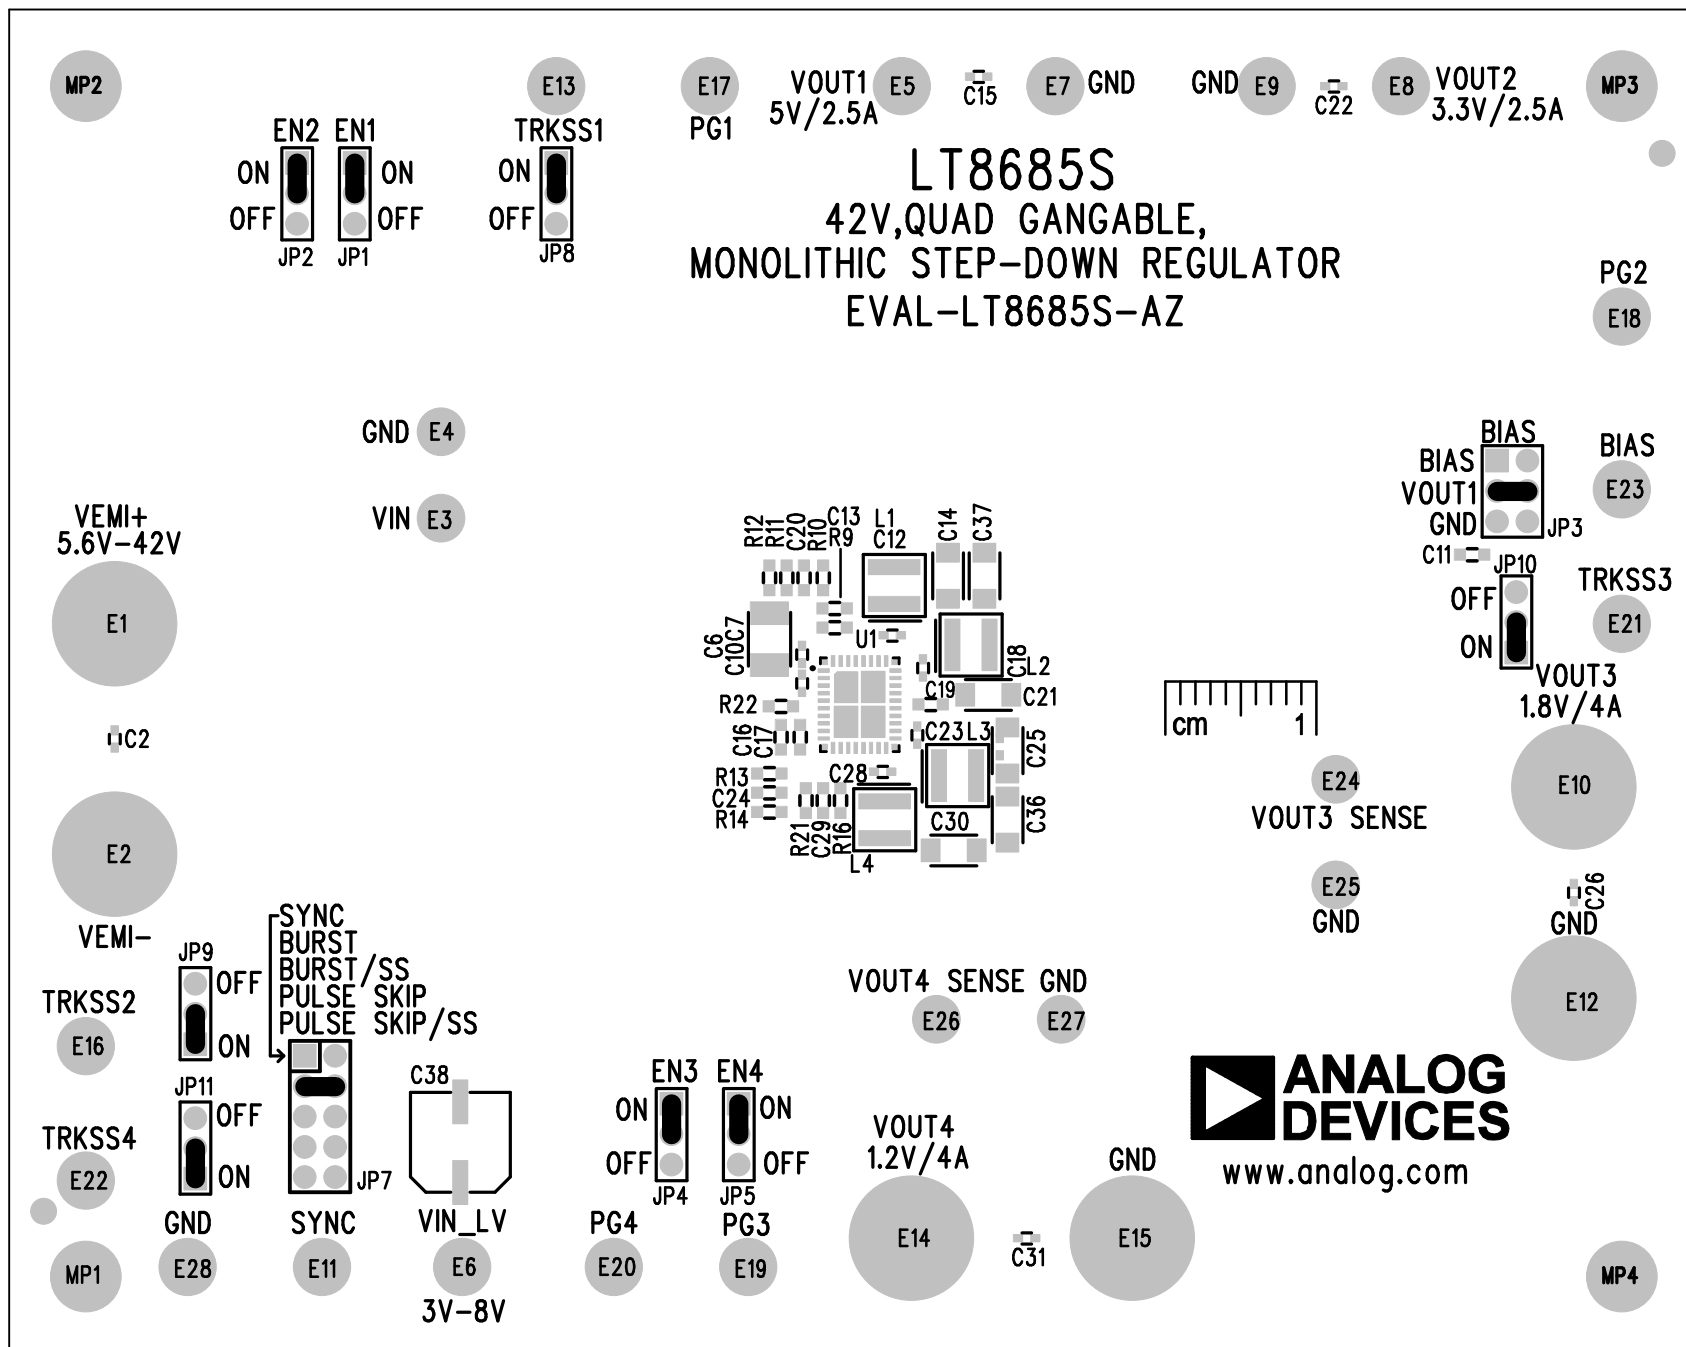 MP2
E13
E17
VOUT1
5V/2.5A
E5
C15
E7
GND
GND
E9
C22
E8
VOUT2
3.3V/2.5A
MP3
EN2
EN1
TRKSS1
PG1
ON
ON
ON
OFF
OFF
OFF
JP2
JP1
JP8
LT8685S
42V,QUAD GANGABLE,
MONOLITHIC STEP-DOWN REGULATOR
EVAL-LT8685S-AZ
PG2
E18
GND
E4
VIN
E3
VEMI+
5.6V-42V
E1
C2
E2
VEMI-
BIAS
BIAS
VOUT1
GND
JP3
BIAS
E23
C11
JP10
OFF
ON
TRKSS3
E21
VOUT3
1.8V/4A
E10
C26
GND
E12
R12
R11
C20
R10
C13
R9
L1
C12
C14
C37
C6
C10
C7
U1
C18
L2
R22
C19
C21
C16
C17
C23
L3
C25
R13
C24
R14
C28
R21
C29
R16
L4
C30
C36
cm
1
E24
VOUT3 SENSE
E25
GND
SYNC
BURST
BURST/SS
PULSE SKIP
PULSE SKIP/SS
JP9
OFF
ON
TRKSS2
E16
JP11
OFF
ON
TRKSS4
E22
JP7
C38
VOUT4 SENSE
GND
E26
E27
EN3
EN4
ON
ON
OFF
OFF
JP4
JP5
VOUT4
1.2V/4A
E14
C31
GND
E15
ANALOG
DEVICES
www.analog.com
GND
SYNC
VIN_LV
PG4
PG3
MP1
E28
E11
E6
E20
E19
MP4
3V-8V